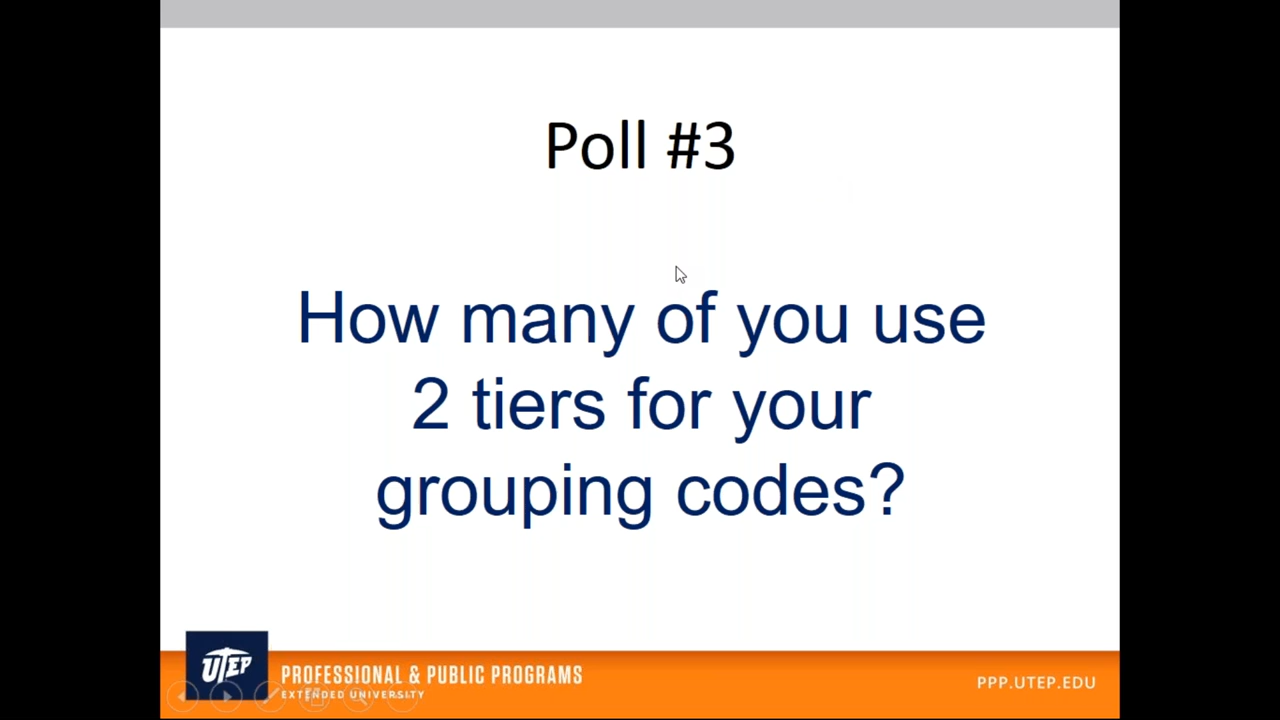 Poll #3
How many of you use
2 tiers for your
grouping codes?
UTEP
PROFESSIONAL & PUBLIC PROGRAMS
EXTENDED UNIVERSITY
PPP.UTEP.EDU